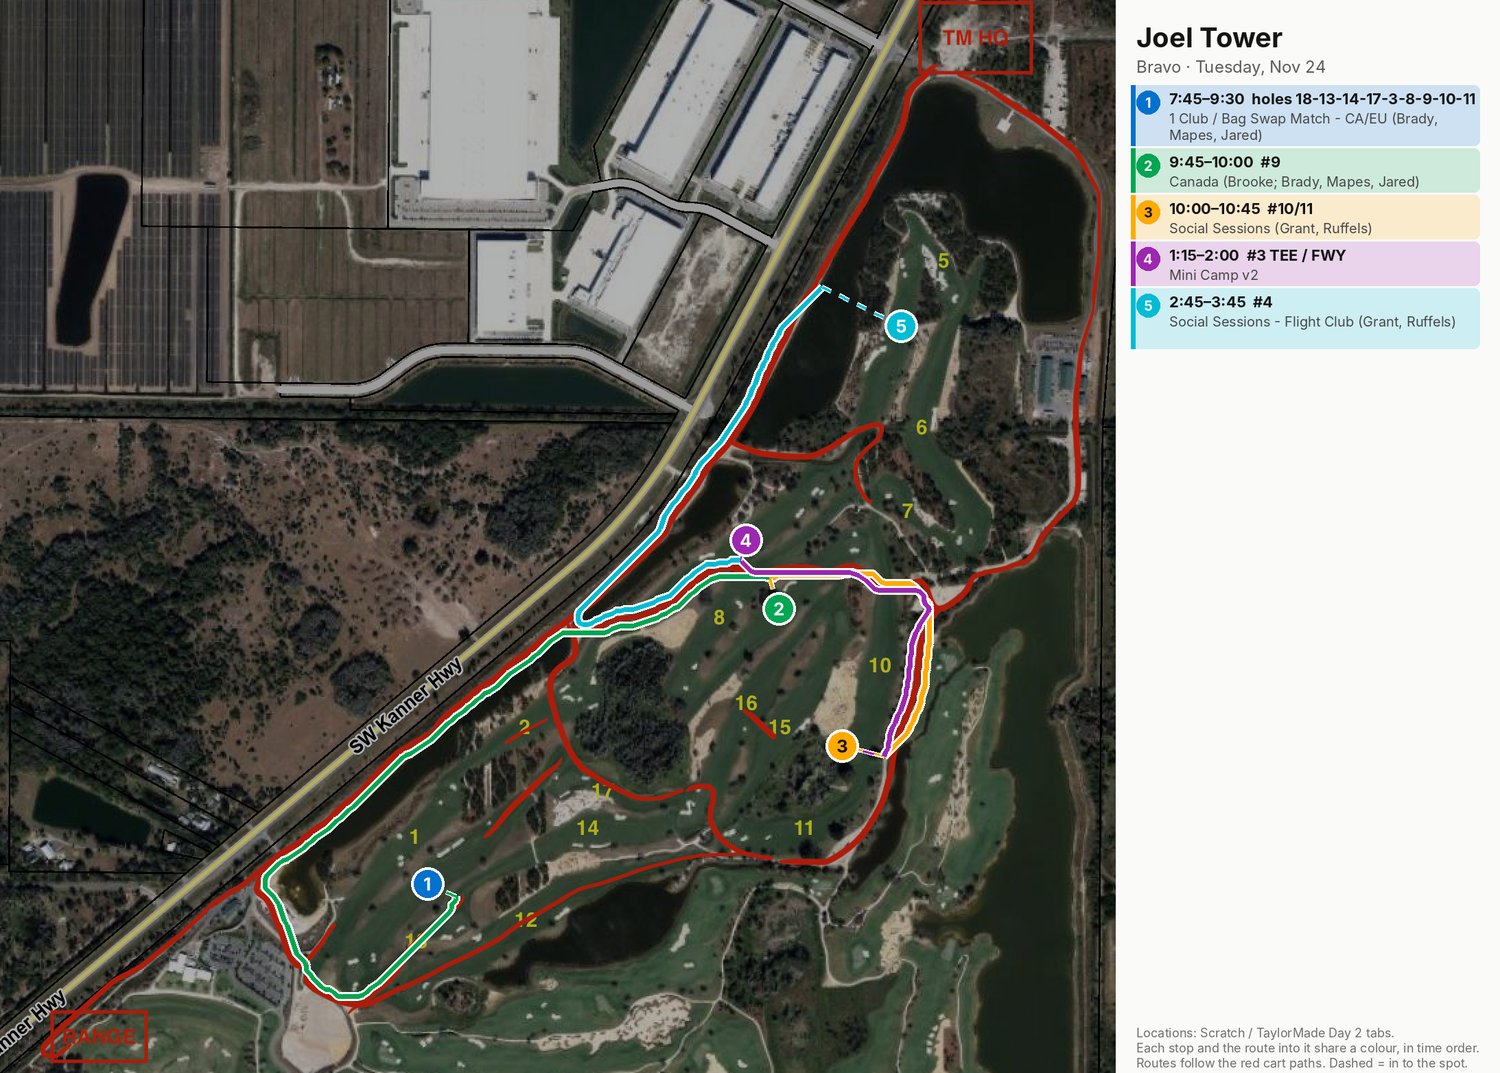 Joel Tower
Bravo · Tuesday, Nov 24
1 7:45–9:30 holes 18-13-14-17-3-8-9-10-11
1 Club / Bag Swap Match - CA/EU (Brady,
Mapes, Jared)
2 9:45–10:00 #9
Canada (Brooke; Brady, Mapes, Jared)
3 10:00–10:45 #10/11
Social Sessions (Grant, Ruffels)
4 1:15–2:00 #3 TEE / FWY
Mini Camp v2
5 2:45–3:45 #4
Social Sessions - Flight Club (Grant, Ruffels)
TM HQ
5
5
6
7
4
2
8
10
SW Kanner Hwy
16
15
2
3
17
14
11
1
1
12
nner Hwy
RANGE
Locations: Scratch / TaylorMade Day 2 tabs.
Each stop and the route into it share a colour, in time order.
Routes follow the red cart paths. Dashed = in to the spot.